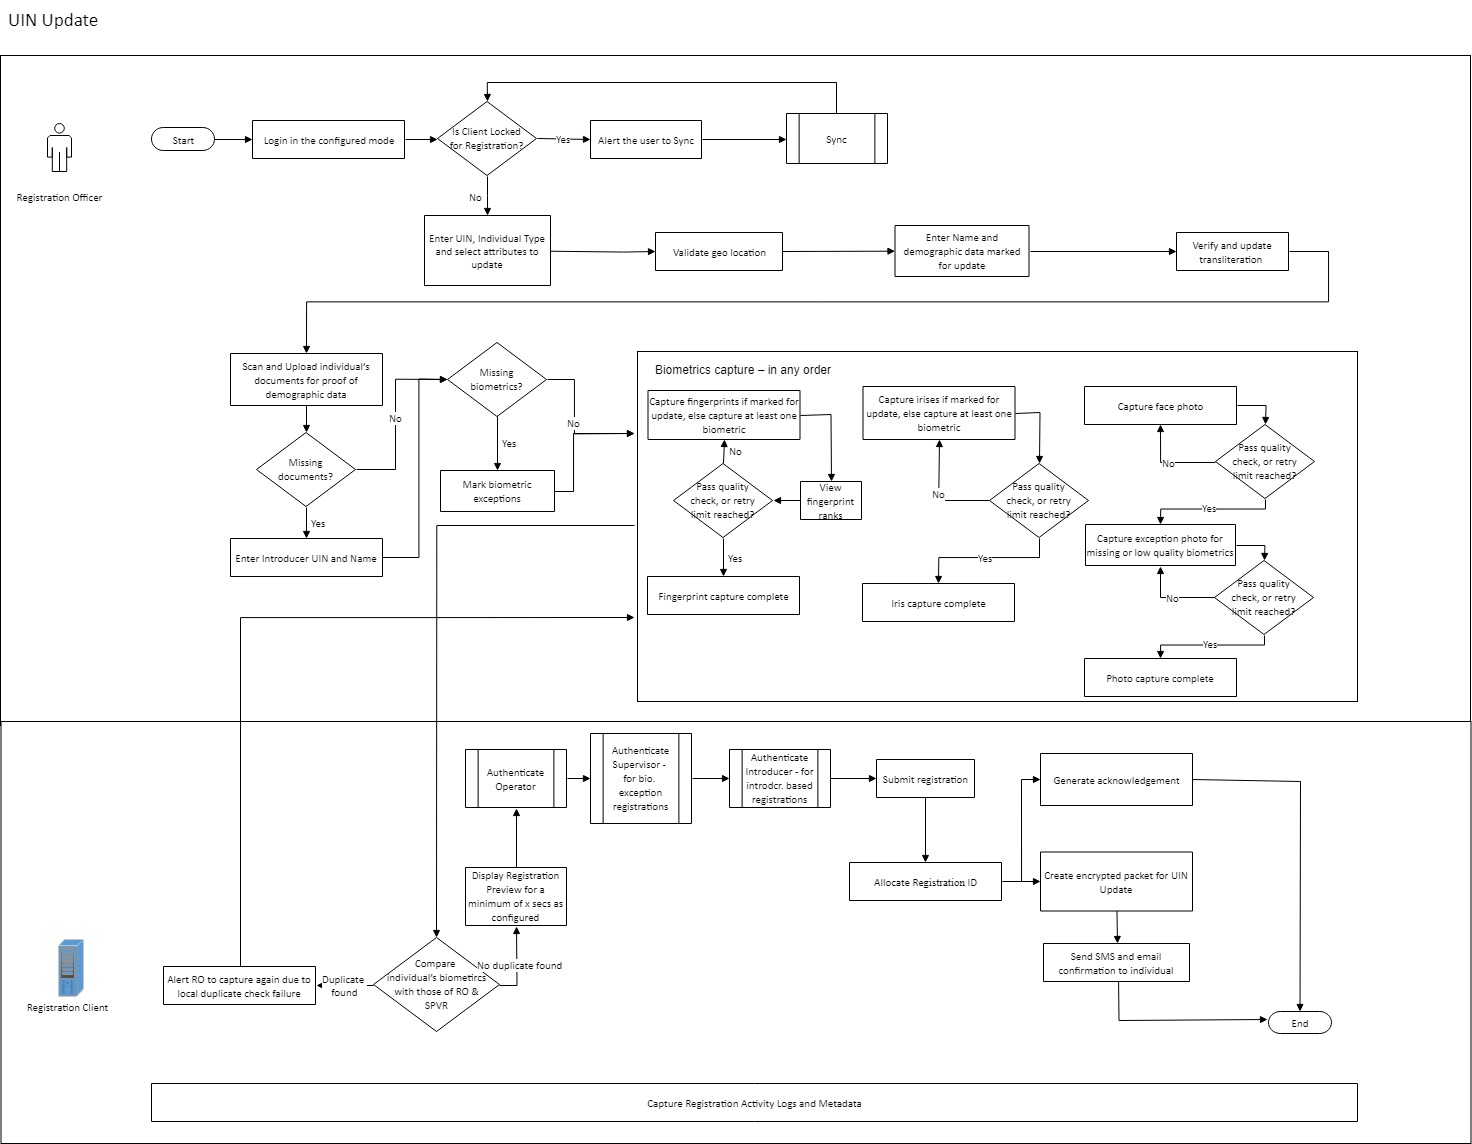 UIN Update
Registration Officer
Start
Login in the configured mode
Is Client Locked
for Registration?
Yes
Alert the user to Sync
Sync
No
Enter UIN, Individual Type
and select attributes to
update
Validate geo location
Enter Name and
demographic data marked
for update
Verify and update
transliteration
Scan and Upload individual's
documents for proof of
demographic data
Missing
documents?
No
Yes
Enter Introducer UIN and Name
Missing
biometrics?
No
Yes
Mark biometric
exceptions
Biometrics capture – in any order
Capture fingerprints if marked for
update, else capture at least one
biometric
View
fingerprint
ranks
No
Pass quality
check, or retry
limit reached?
Yes
Fingerprint capture complete
Capture irises if marked for
update, else capture at least one
biometric
No
Pass quality
check, or retry
limit reached?
Yes
Iris capture complete
Capture face photo
No
Pass quality
check, or retry
limit reached?
Yes
Capture exception photo for
missing or low quality biometrics
No
Pass quality
check, or retry
limit reached?
Yes
Photo capture complete
Registration Client
Alert RO to capture again due to
local duplicate check failure
Duplicate
found
Compare
individual's biometircs
with those of RO &
SPVR
No duplicate found
Display Registration
Preview for a
minimum of x secs as
configured
Authenticate
Operator
Authenticate
Supervisor -
for bio.
exception
registrations
Authenticate
Introducer - for
introdcr. based
registrations
Submit registration
Allocate Registration ID
Generate acknowledgement
Create encrypted packet for UIN
Update
Send SMS and email
confirmation to individual
End
Capture Registration Activity Logs and Metadata